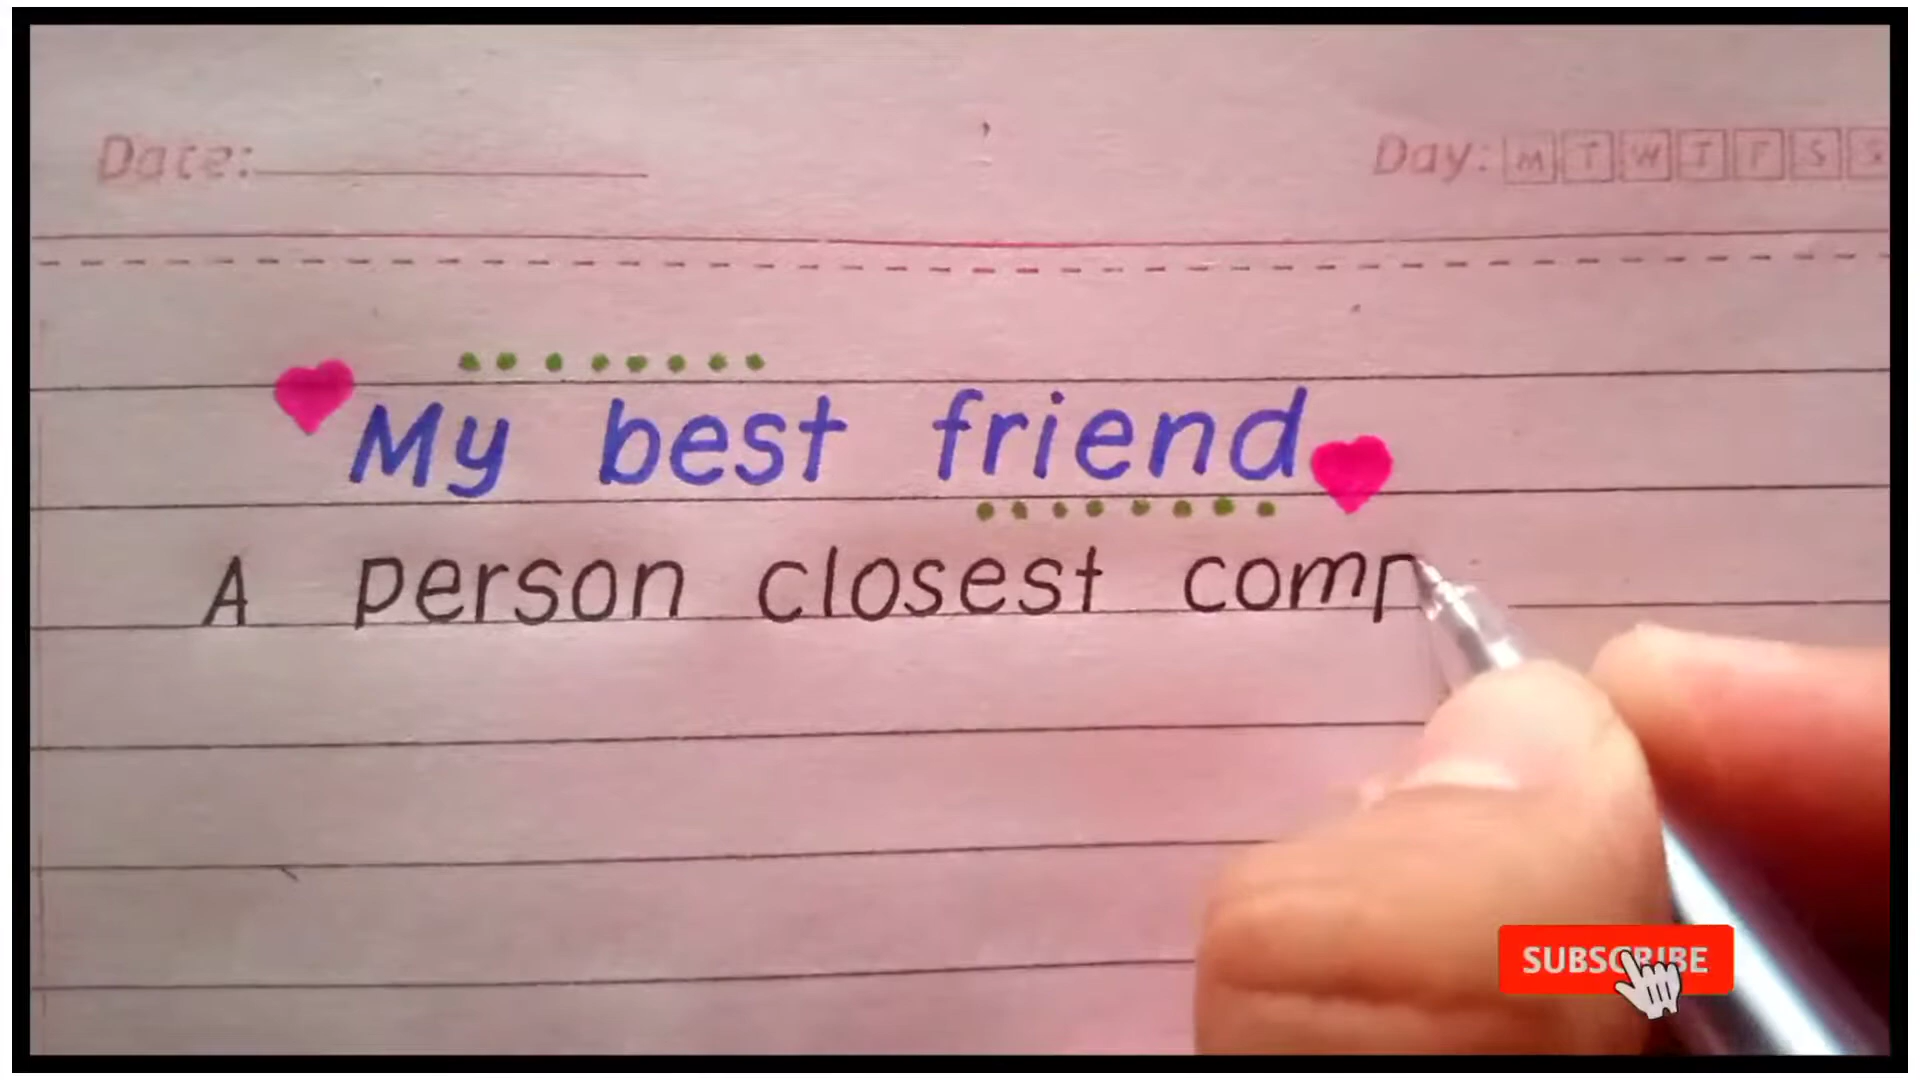 Date:
Day: M T W T F S S
My best friend
A person closest comp
SUBSCRIBE